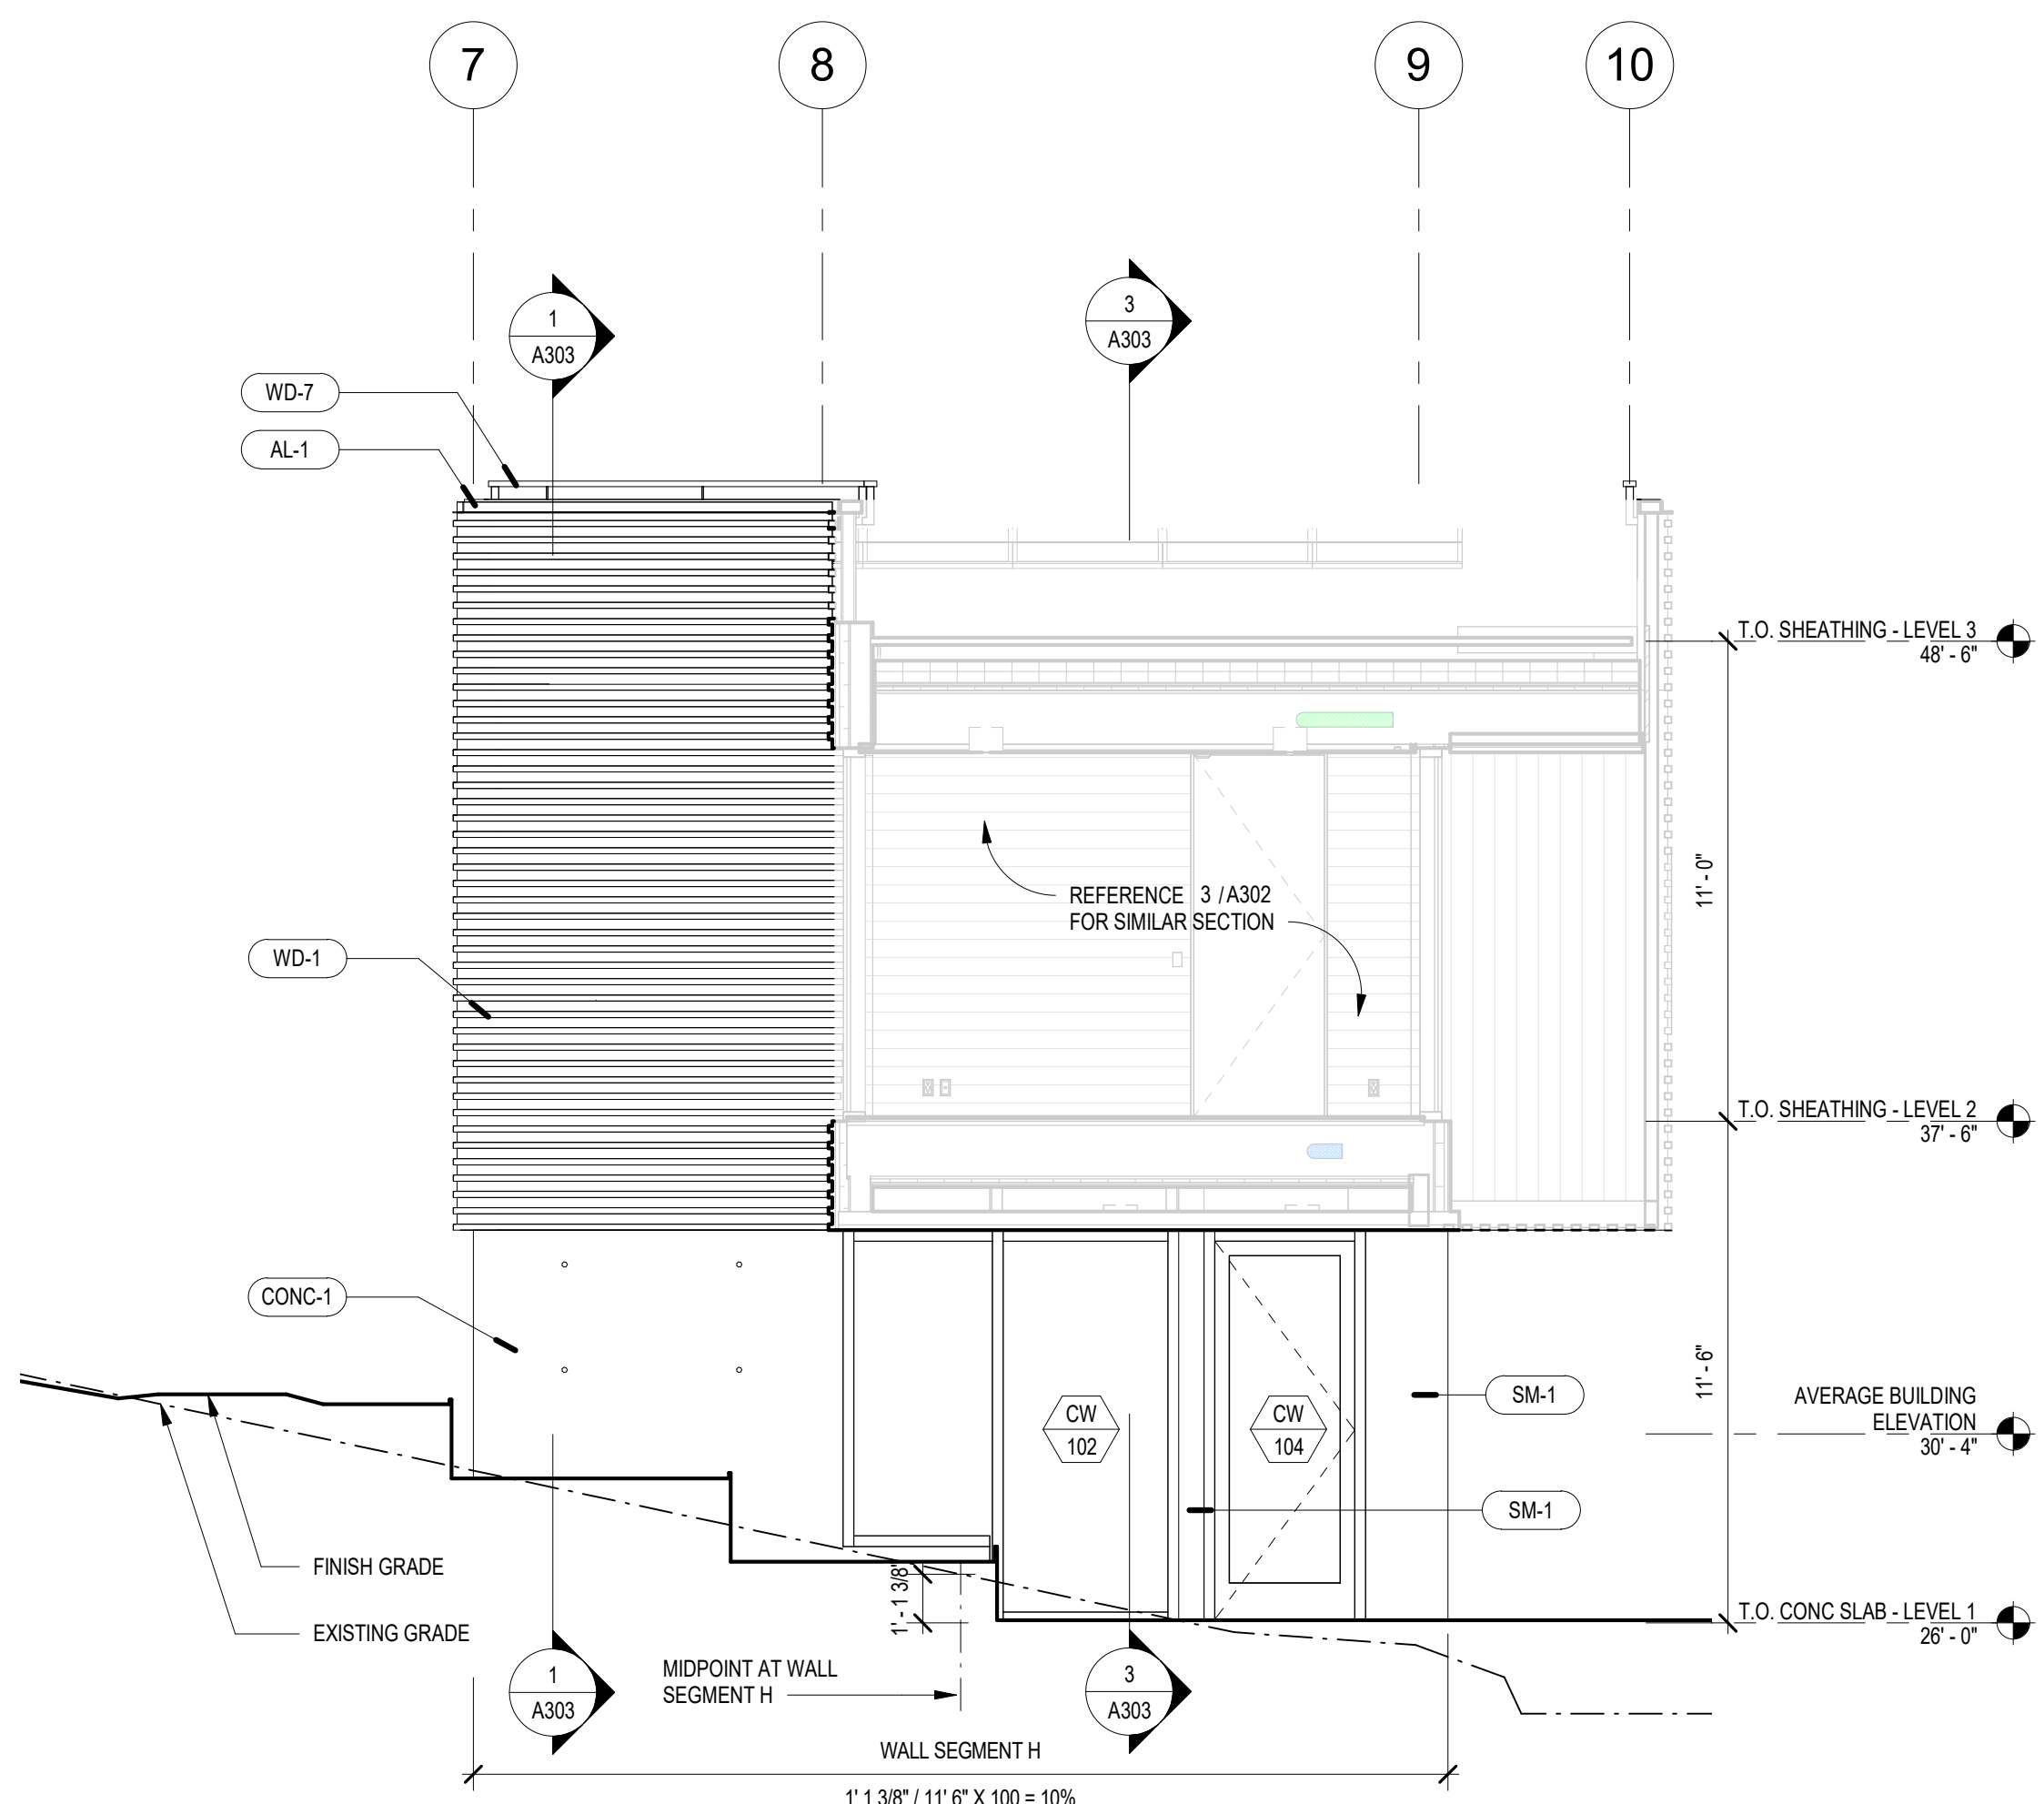 7
8
9
10
1
A303
3
A303
WD-7
AL-1
T.O. SHEATHING - LEVEL 3
48' - 6"
11' - 0"
REFERENCE 3 / A302
FOR SIMILAR SECTION
WD-1
T.O. SHEATHING - LEVEL 2
37' - 6"
CONC-1
11' - 6"
CW
102
CW
104
SM-1
AVERAGE BUILDING
ELEVATION
30' - 4"
SM-1
FINISH GRADE
1' - 1 3/8"
EXISTING GRADE
T.O. CONC SLAB - LEVEL 1
26' - 0"
MIDPOINT AT WALL
SEGMENT H
1
A303
3
A303
WALL SEGMENT H
1' 1 3/8" / 11' 6" X 100 = 10%